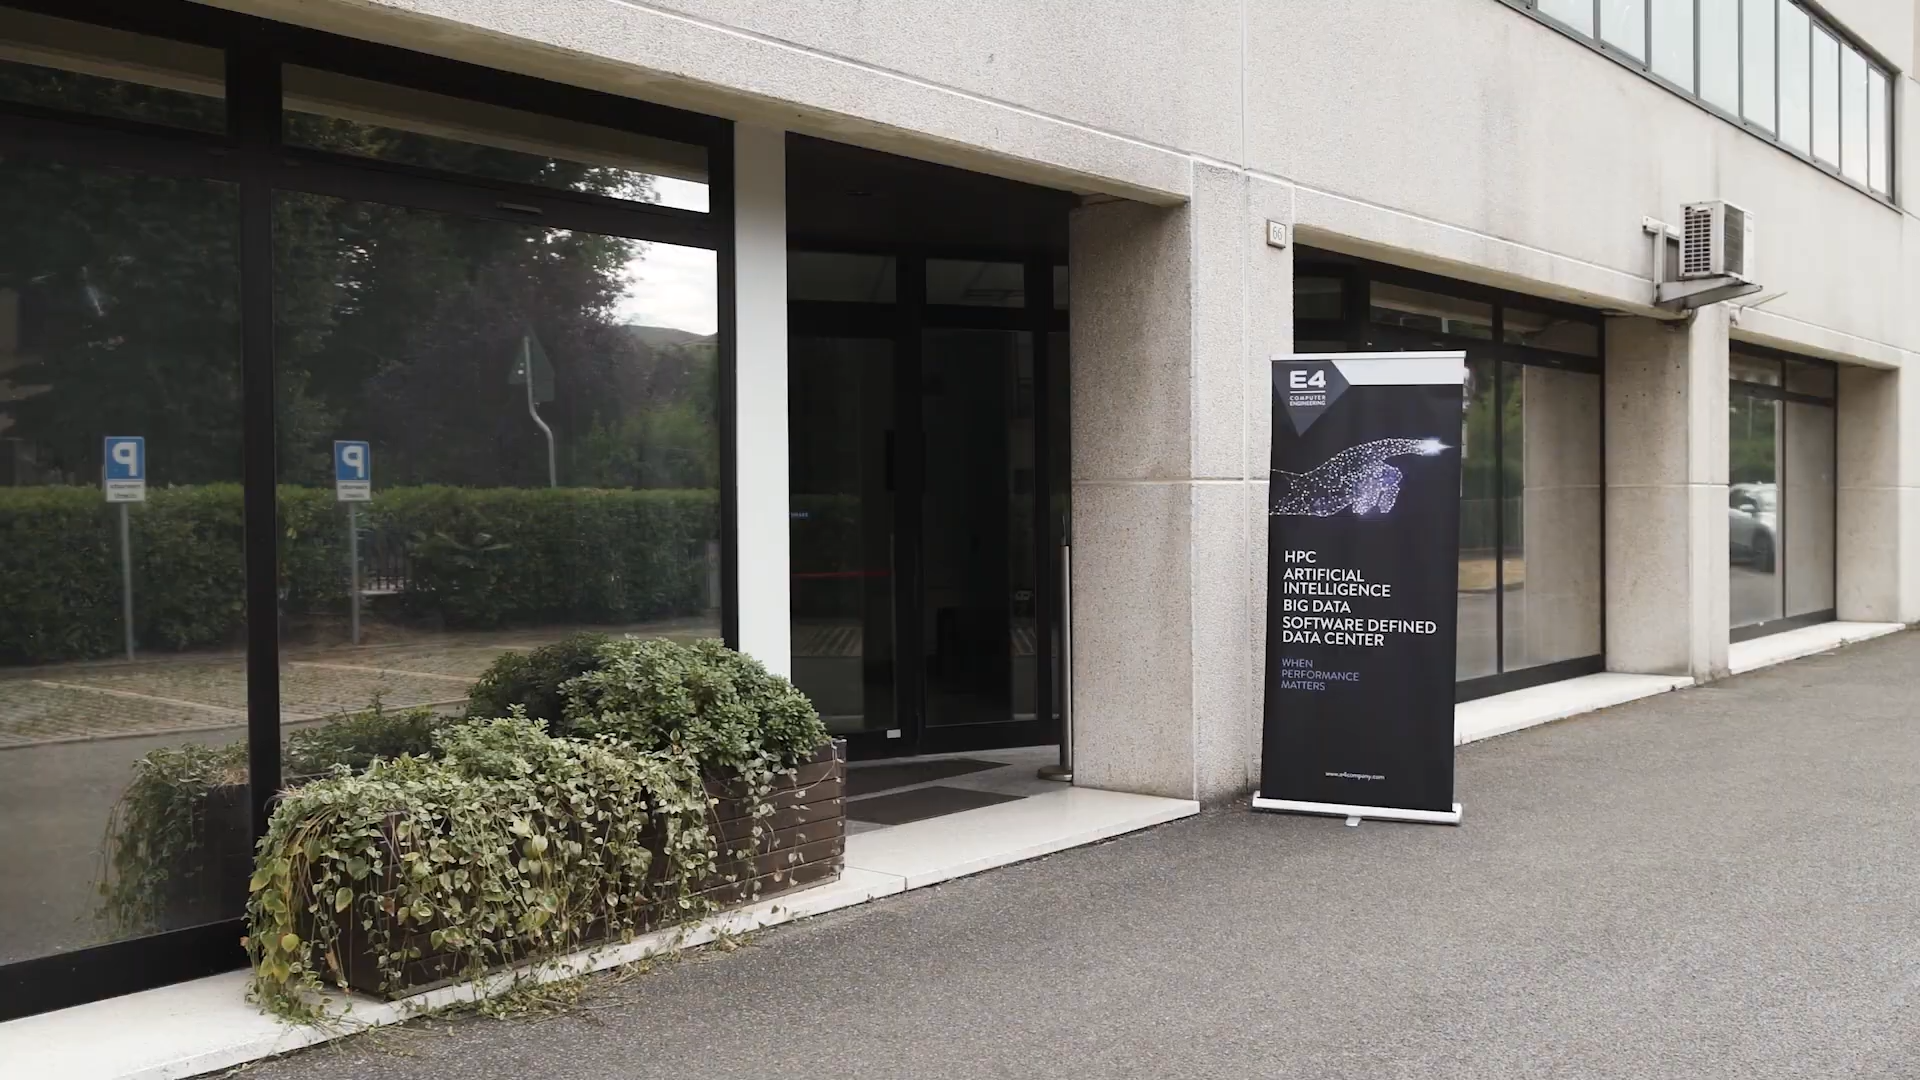 66
E4
COMPUTER
ENGINEERING
HPC
ARTIFICIAL
INTELLIGENCE
BIG DATA
SOFTWARE DEFINED
DATA CENTER
WHEN
PERFORMANCE
MATTERS
www.e4company.com
P
P